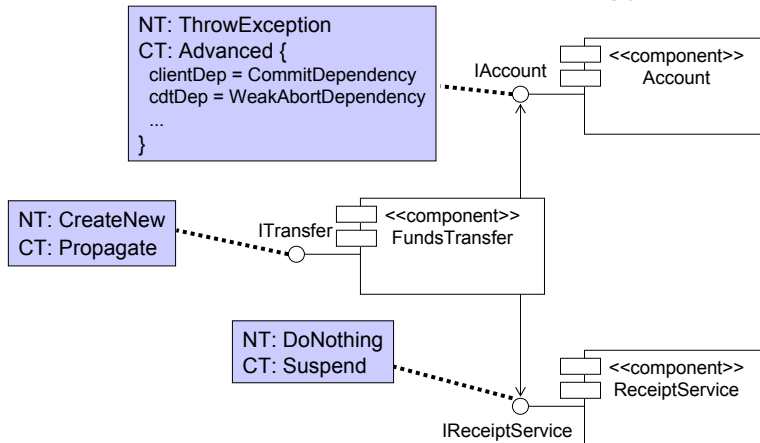 NT: ThrowException
CT: Advanced {
clientDep = CommitDependency
cdtDep = WeakAbortDependency
...
}
IAccount
<<component>>
Account
NT: CreateNew
CT: Propagate
ITransfer
<<component>>
FundsTransfer
NT: DoNothing
CT: Suspend
<<component>>
ReceiptService
IReceiptService